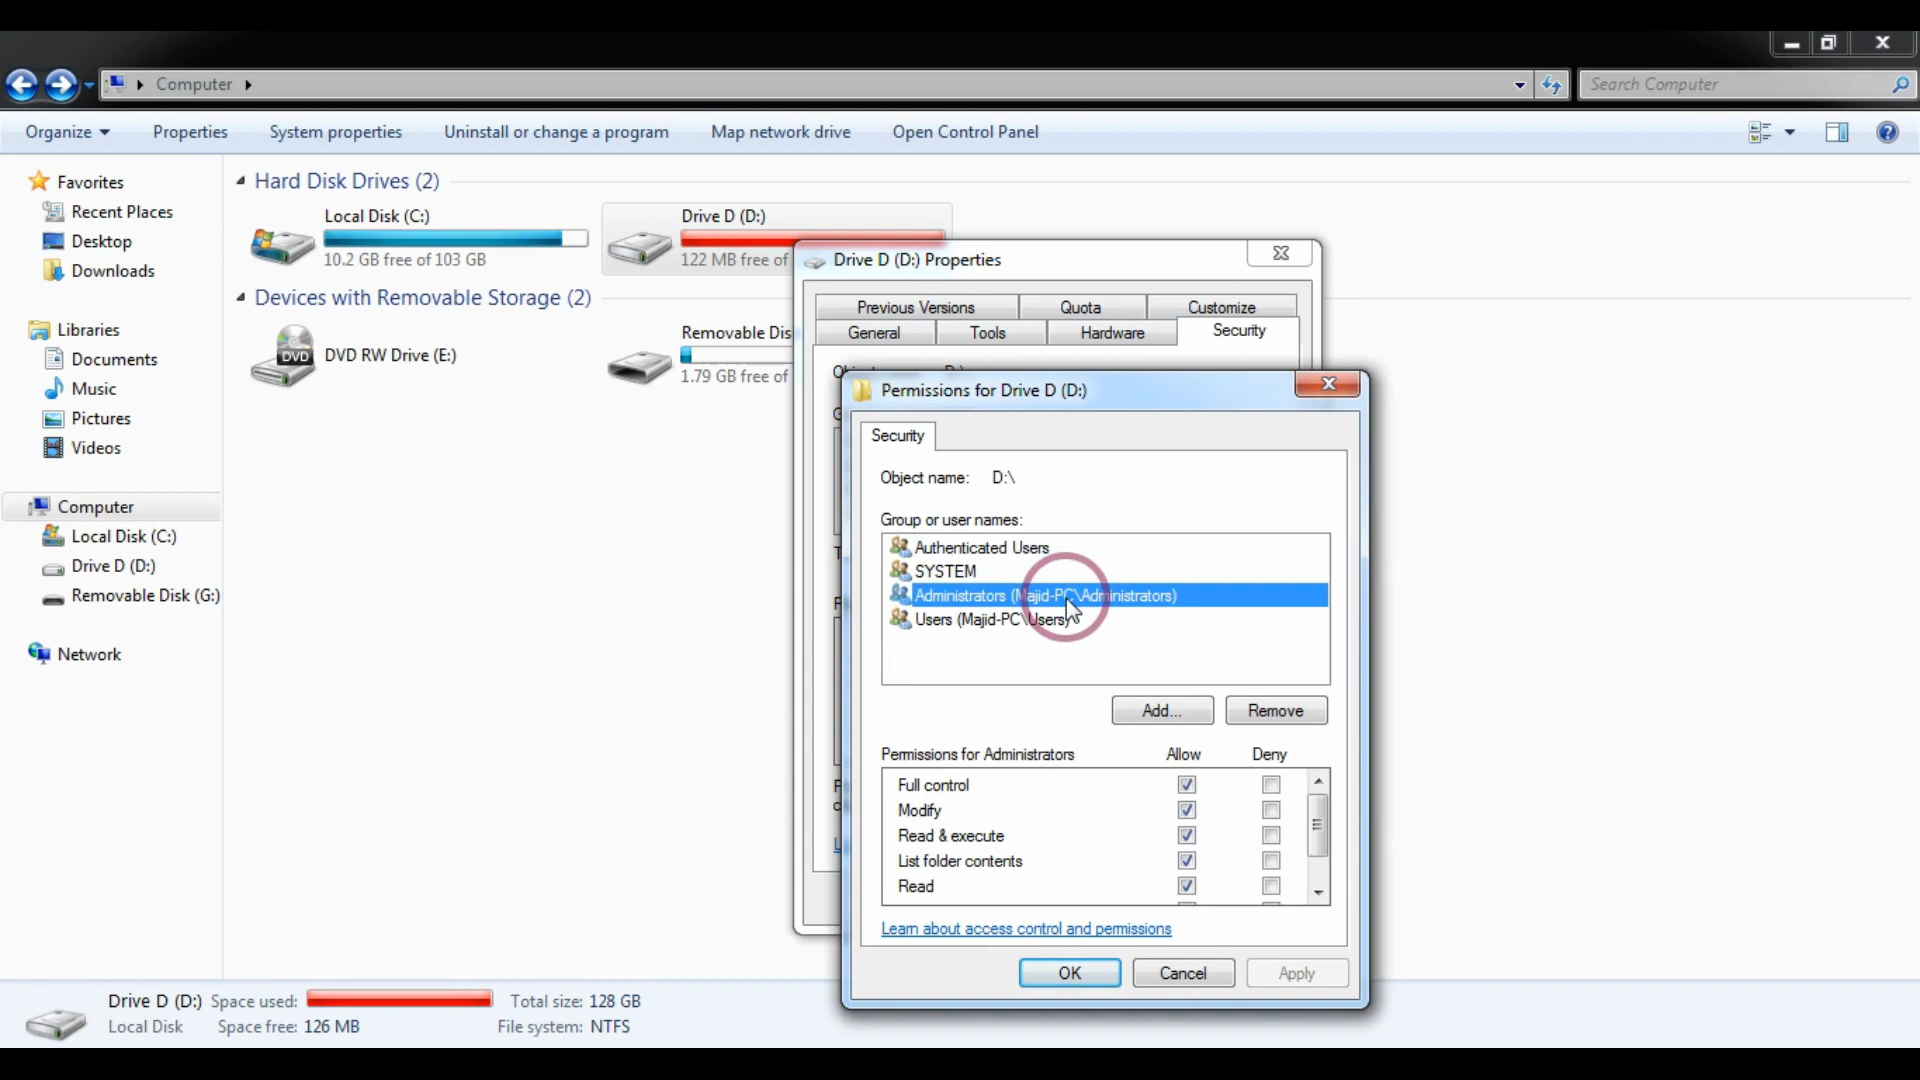 Computer
Search Computer
Organize
Properties
System properties
Uninstall or change a program
Map network drive
Open Control Panel
Favorites
Recent Places
Desktop
Downloads
Libraries
Documents
Music
Pictures
Videos
Computer
Local Disk (C:)
Drive D (D:)
Removable Disk (G:)
Network
Hard Disk Drives (2)
Local Disk (C:)
10.2 GB free of 103 GB
Drive D (D:)
122 MB free of
Devices with Removable Storage (2)
DVD
DVD RW Drive (E:)
Removable Dis
1.79 GB free of
Drive D (D:) Properties
Previous Versions
Quota
Customize
General
Tools
Hardware
Security
Permissions for Drive D (D:)
Security
Object name: D:\
Group or user names:
Authenticated Users
SYSTEM
Administrators (Majid-PC\Administrators)
Users (Majid-PC\Users)
Add...
Remove
Permissions for Administrators
Allow
Deny
Full control
Modify
Read & execute
List folder contents
Read
Learn about access control and permissions
OK
Cancel
Apply
Drive D (D:) Space used:
Total size: 128 GB
Local Disk
Space free: 126 MB
File system: NTFS